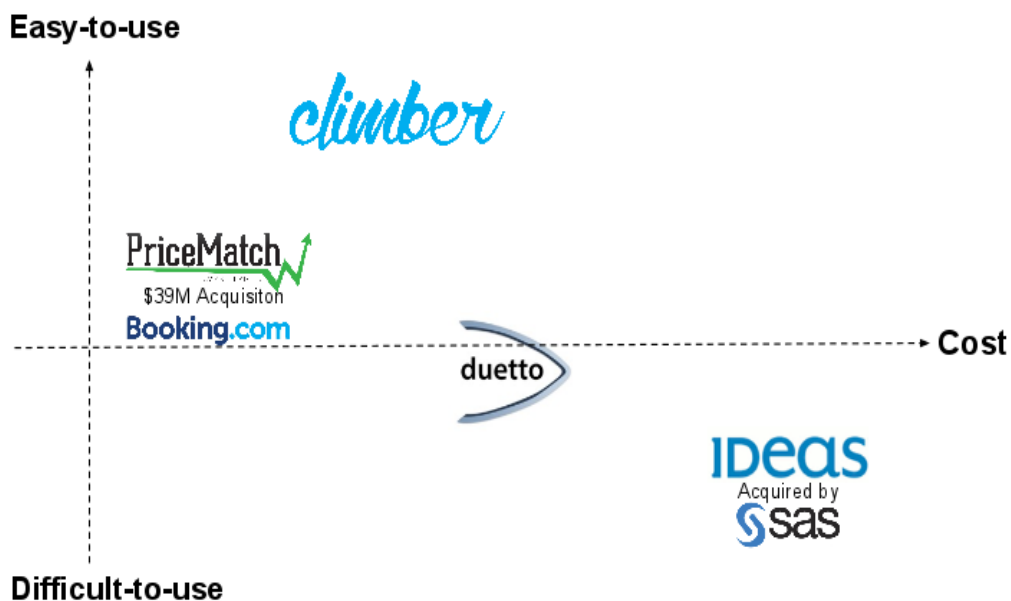 Easy-to-use
climber
PriceMatch
$39M Acquisiton
Booking.com
Cost
duetto
IDeaS
Acquired by
sas
Difficult-to-use